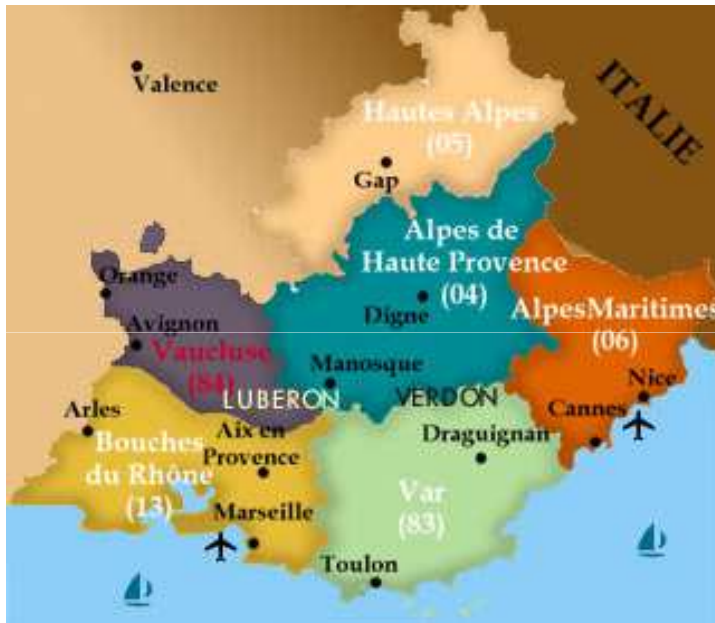 Valence
ITALIE
Hautes Alpes
(05)
Gap
Alpes de
Haute Provence
(04)
Digne
Orange
Avignon
Vaucluse
(84)
AlpesMaritimes
(06)
Manosque
LUBERON
VERDON
Nice
Cannes
Arles
Bouches
du Rhône
(13)
Aix en
Provence
Draguignan
Var
(83)
Marseille
Toulon